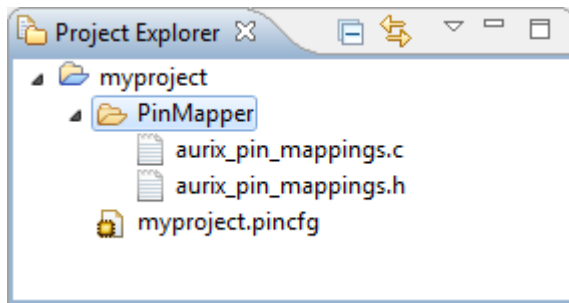 Project Explorer
myproject
PinMapper
aurix_pin_mappings.c
aurix_pin_mappings.h
myproject.pincfg